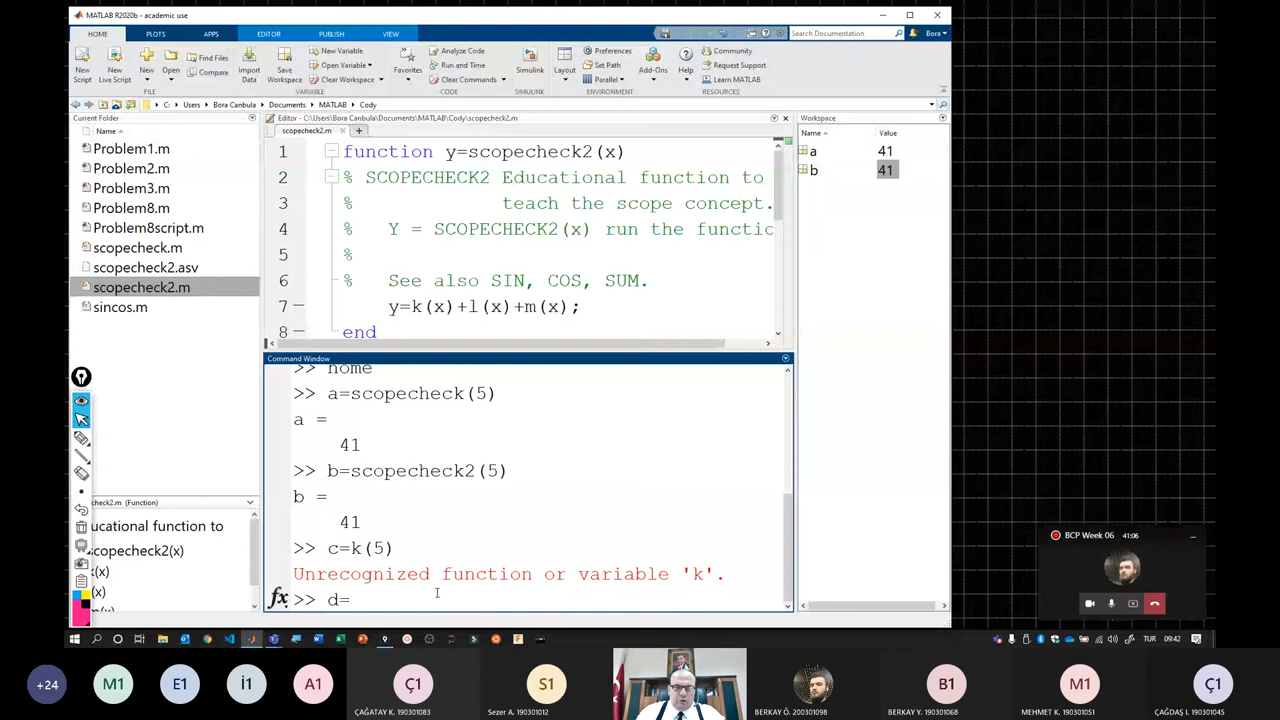 MATLAB R2020b - academic use
HOME PLOTS APPS EDITOR PUBLISH VIEW
Search Documentation
Bora
New Script
New Live Script
New
Open
Find Files
Compare
Import Data
Save Workspace
New Variable
Open Variable
Clear Workspace
Favorites
Analyze Code
Run and Time
Clear Commands
Simulink
Layout
Preferences
Set Path
Parallel
Add-Ons
Help
Community
Request Support
Learn MATLAB
FILE VARIABLE CODE SIMULINK ENVIRONMENT RESOURCES
C: Users Bora Canbula Documents MATLAB Cody
Current Folder
Name
Problem1.m
Problem2.m
Problem3.m
Problem8.m
Problem8script.m
scopecheck.m
scopecheck2.asv
scopecheck2.m
sincos.m
check2.m (Function)
ucational function to
copecheck2(x)
(x)
(x)
m(x)
Editor - C:\Users\Bora Canbula\Documents\MATLAB\Cody\scopecheck2.m
scopecheck2.m
1 function y=scopecheck2(x)
2 % SCOPECHECK2 Educational function to
3 % teach the scope concept.
4 % Y = SCOPECHECK2(x) run the functio
5 %
6 % See also SIN, COS, SUM.
7 y=k(x)+l(x)+m(x);
8 end
Command Window
>> home
>> a=scopecheck(5)
a =
41
>> b=scopecheck2(5)
b =
41
>> c=k(5)
Unrecognized function or variable 'k'.
fx >> d=
Workspace
Name Value
a 41
b 41
BCP Week 06 41:06
TUR 09:42
+24
M1
E1
İ1
A1
Ç1
ÇAĞATAY K. 190301083
S1
Sezer A. 190301012
BERKAY Ö. 200301098
B1
BERKAY Y. 190301068
M1
MEHMET K. 190301051
Ç1
ÇAĞDAŞ İ. 190301045